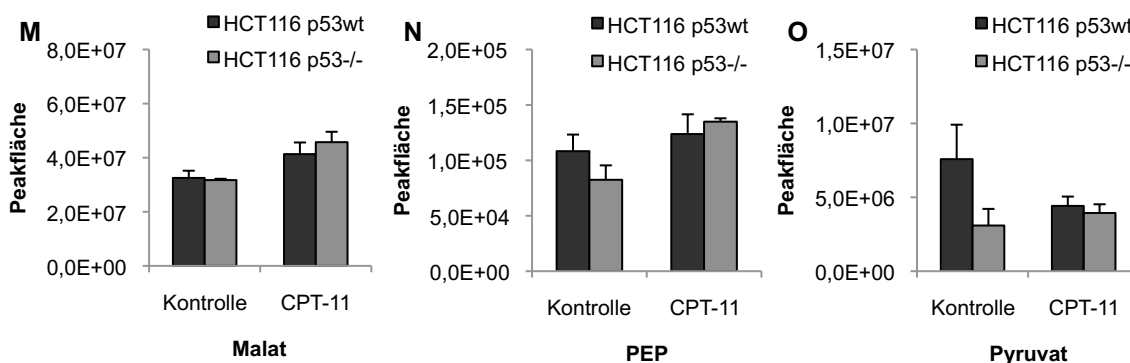 M
HCT116 p53wt
HCT116 p53-/-
Peakfläche
8,0E+07
6,0E+07
4,0E+07
2,0E+07
0,0E+00
Kontrolle CPT-11
Malat
N
HCT116 p53wt
HCT116 p53-/-
Peakfläche
2,0E+05
1,5E+05
1,0E+05
5,0E+04
0,0E+00
Kontrolle CPT-11
PEP
O
HCT116 p53wt
HCT116 p53-/-
Peakfläche
1,5E+07
1,0E+07
5,0E+06
0,0E+00
Kontrolle CPT-11
Pyruvat